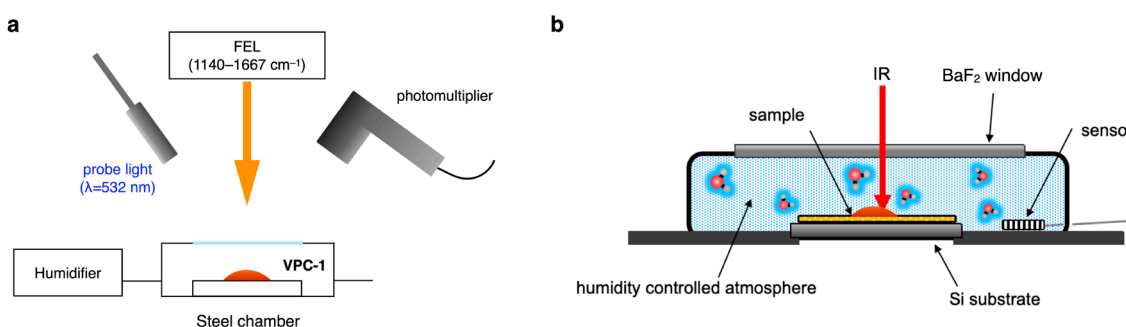 a
FEL
(1140–1667 cm⁻¹)
photomultiplier
probe light
(λ=532 nm)
Humidifier
VPC-1
Steel chamber
b
IR
BaF₂ window
sample
senso
humidity controlled atmosphere
Si substrate